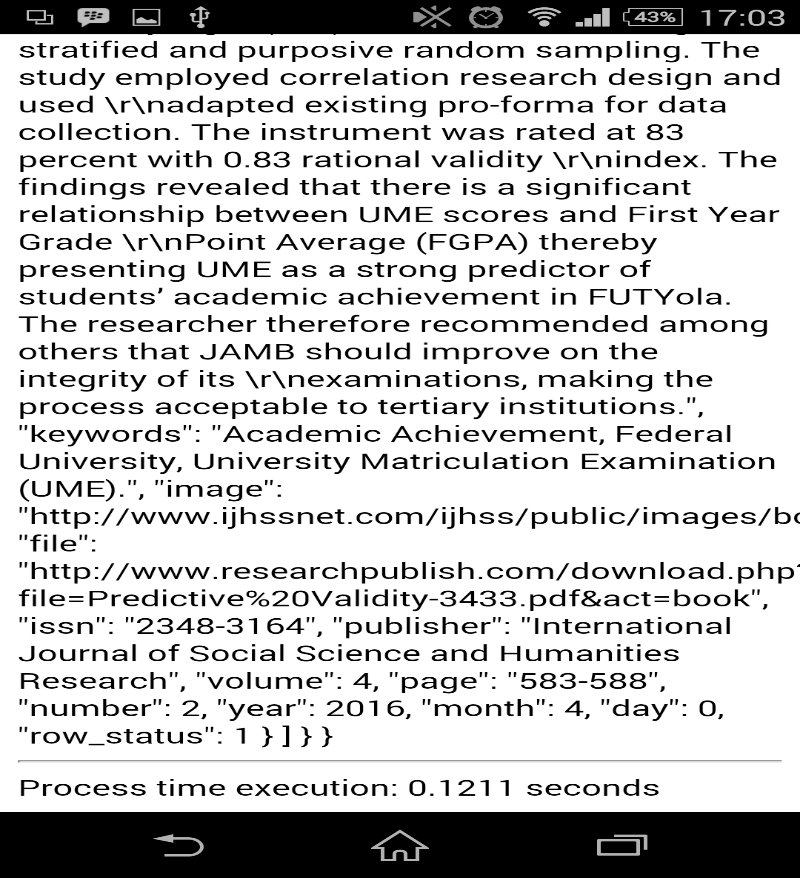 43% 17:03
stratified and purposive random sampling. The
study employed correlation research design and
used \r\nadapted existing pro-forma for data
collection. The instrument was rated at 83
percent with 0.83 rational validity \r\nindex. The
findings revealed that there is a significant
relationship between UME scores and First Year
Grade \r\nPoint Average (FGPA) thereby
presenting UME as a strong predictor of
students’ academic achievement in FUTYola.
The researcher therefore recommended among
others that JAMB should improve on the
integrity of its \r\nexaminations, making the
process acceptable to tertiary institutions.",
"keywords": "Academic Achievement, Federal
University, University Matriculation Examination
(UME).", "image":
"http://www.ijhssnet.com/ijhss/public/images/bo
"file":
"http://www.researchpublish.com/download.php?
file=Predictive%20Validity-3433.pdf&act=book",
"issn": "2348-3164", "publisher": "International
Journal of Social Science and Humanities
Research", "volume": 4, "page": "583-588",
"number": 2, "year": 2016, "month": 4, "day": 0,
"row_status": 1 } ] } }
Process time execution: 0.1211 seconds